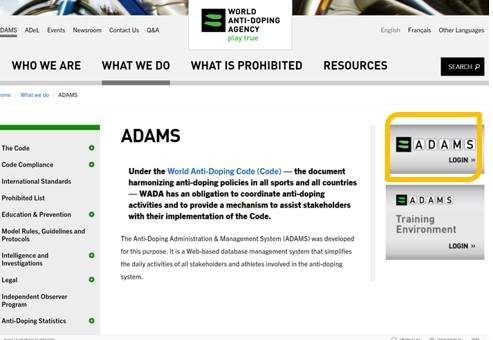 DAMS ADeL Events Newsroom Contact Us Q&A
WORLD
ANTI-DOPING
AGENCY
play true
English Français Other Languages
WHO WE ARE WHAT WE DO WHAT IS PROHIBITED RESOURCES
SEARCH
ome What we do ADAMS
The Code
Code Compliance
International Standards
Prohibited List
Education & Prevention
Model Rules, Guidelines and
Protocols
Intelligence and
Investigations
Legal
Independent Observer
Program
Anti-Doping Statistics
ADAMS
Under the World Anti-Doping Code (Code) — the document
harmonizing anti-doping policies in all sports and all countries
— WADA has an obligation to coordinate anti-doping
activities and to provide a mechanism to assist stakeholders
with their implementation of the Code.
The Anti-Doping Administration & Management System (ADAMS) was developed
for this purpose. It is a Web-based database management system that simplifies
the daily activities of all stakeholders and athletes involved in the anti-doping
system.
ADAMS
LOGIN »
ADAMS
Training
Environment
LOGIN »